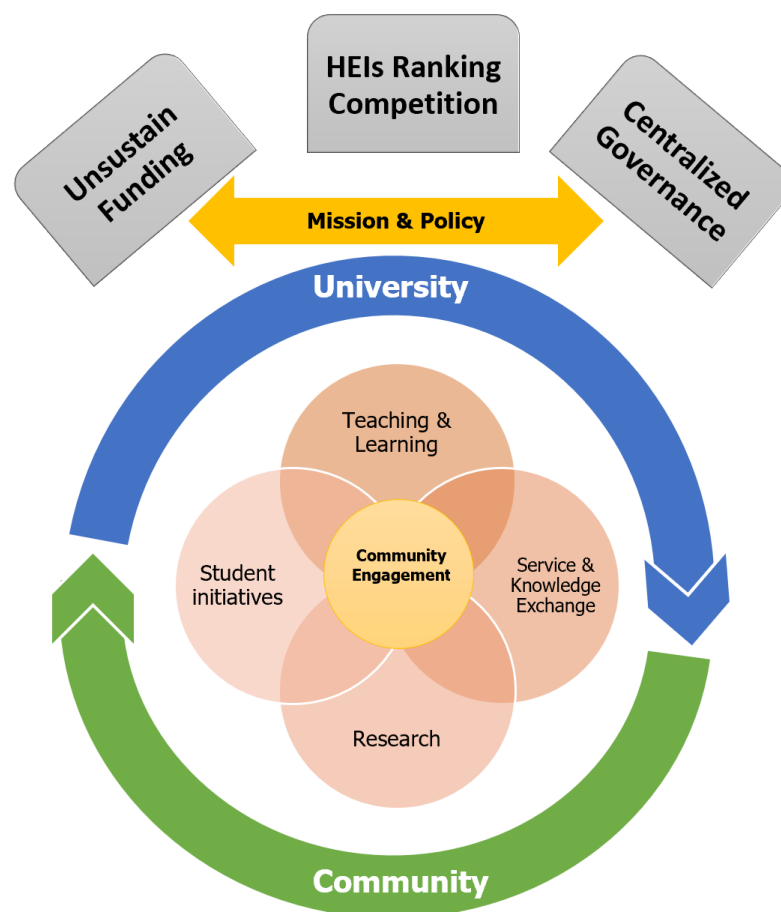 HEIs Ranking
Competition
Unsustain
Funding
Centralized
Governance
Mission & Policy
University
Teaching &
Learning
Community
Engagement
Student
initiatives
Service &
Knowledge
Exchange
Research
Community